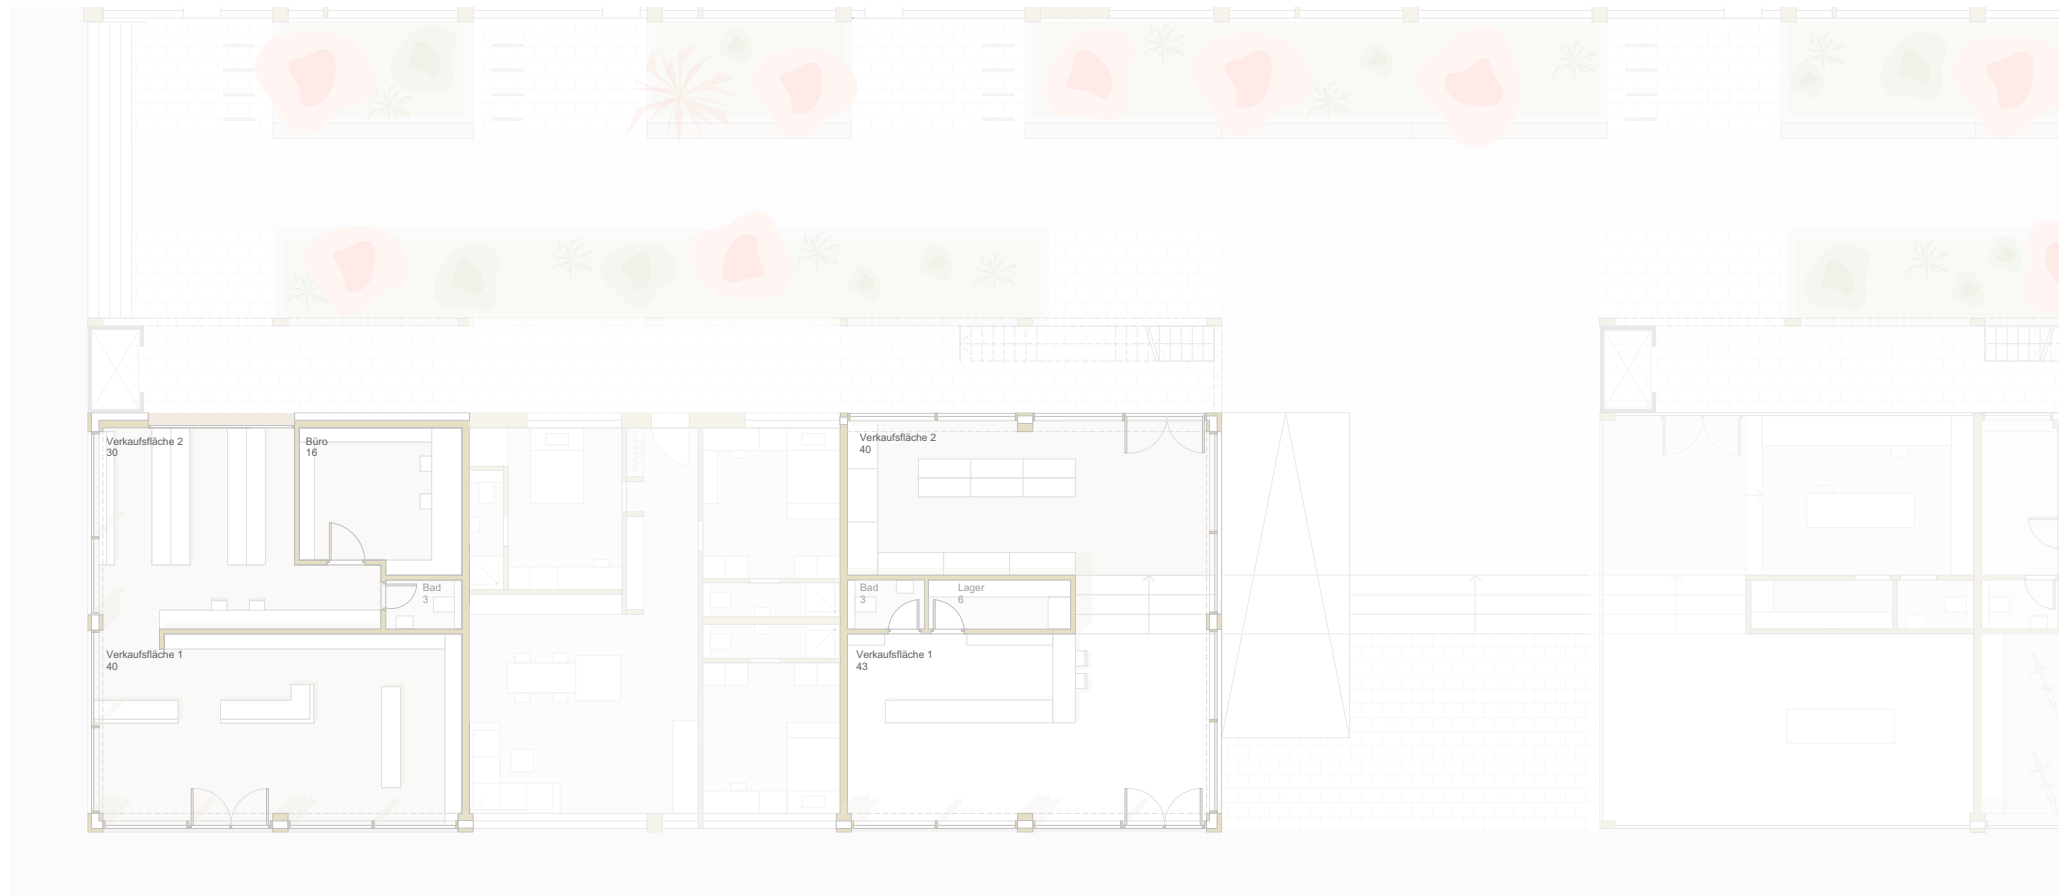 Verkaufsfläche 2
30
Büro
16
Verkaufsfläche 2
40
Bad
3
Bad
3
Lager
6
Verkaufsfläche 1
40
Verkaufsfläche 1
43